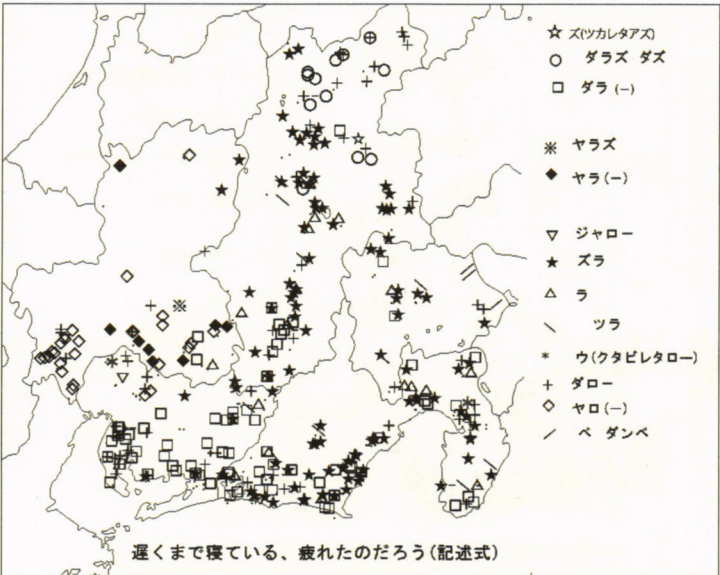 ☆ ズ(ツカレタアズ)
○ ダラズ ダズ
□ ダラ(ー)
※ ヤラズ
◆ ヤラ(ー)
▽ ジャロー
★ ズラ
△ ラ
＼ ツラ
* ウ(クタビレタロー)
＋ ダロー
◇ ヤロ(ー)
／ ベ ダンベ
遅くまで寝ている、疲れたのだろう(記述式)